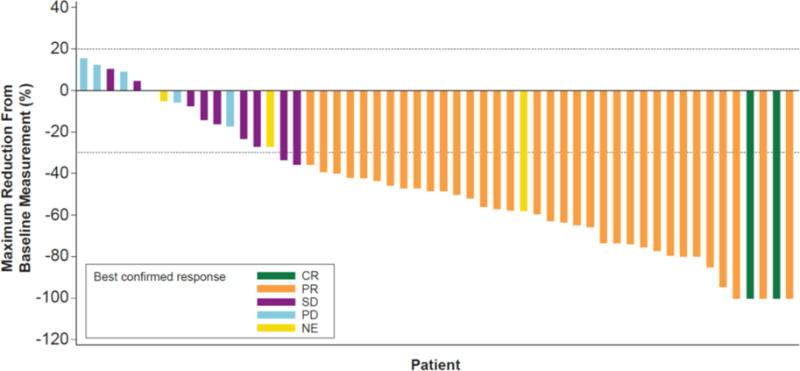 Maximum Reduction From
Baseline Measurement (%)
40
20
0
-20
-40
-60
-80
-100
-120
Best confirmed response
CR
PR
SD
PD
NE
Patient